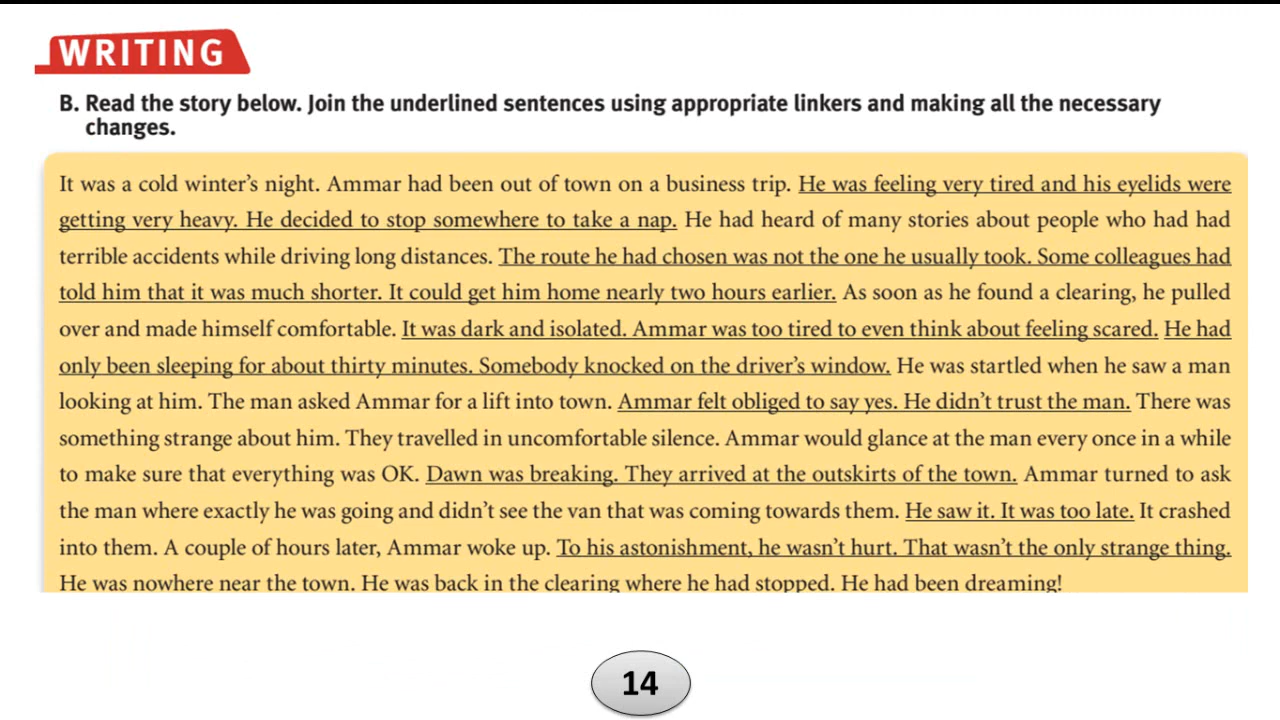 WRITING
B. Read the story below. Join the underlined sentences using appropriate linkers and making all the necessary
changes.
It was a cold winter’s night. Ammar had been out of town on a business trip. He was feeling very tired and his eyelids were
getting very heavy. He decided to stop somewhere to take a nap. He had heard of many stories about people who had had
terrible accidents while driving long distances. The route he had chosen was not the one he usually took. Some colleagues had
told him that it was much shorter. It could get him home nearly two hours earlier. As soon as he found a clearing, he pulled
over and made himself comfortable. It was dark and isolated. Ammar was too tired to even think about feeling scared. He had
only been sleeping for about thirty minutes. Somebody knocked on the driver’s window. He was startled when he saw a man
looking at him. The man asked Ammar for a lift into town. Ammar felt obliged to say yes. He didn’t trust the man. There was
something strange about him. They travelled in uncomfortable silence. Ammar would glance at the man every once in a while
to make sure that everything was OK. Dawn was breaking. They arrived at the outskirts of the town. Ammar turned to ask
the man where exactly he was going and didn’t see the van that was coming towards them. He saw it. It was too late. It crashed
into them. A couple of hours later, Ammar woke up. To his astonishment, he wasn’t hurt. That wasn’t the only strange thing.
He was nowhere near the town. He was back in the clearing where he had stopped. He had been dreaming!
14